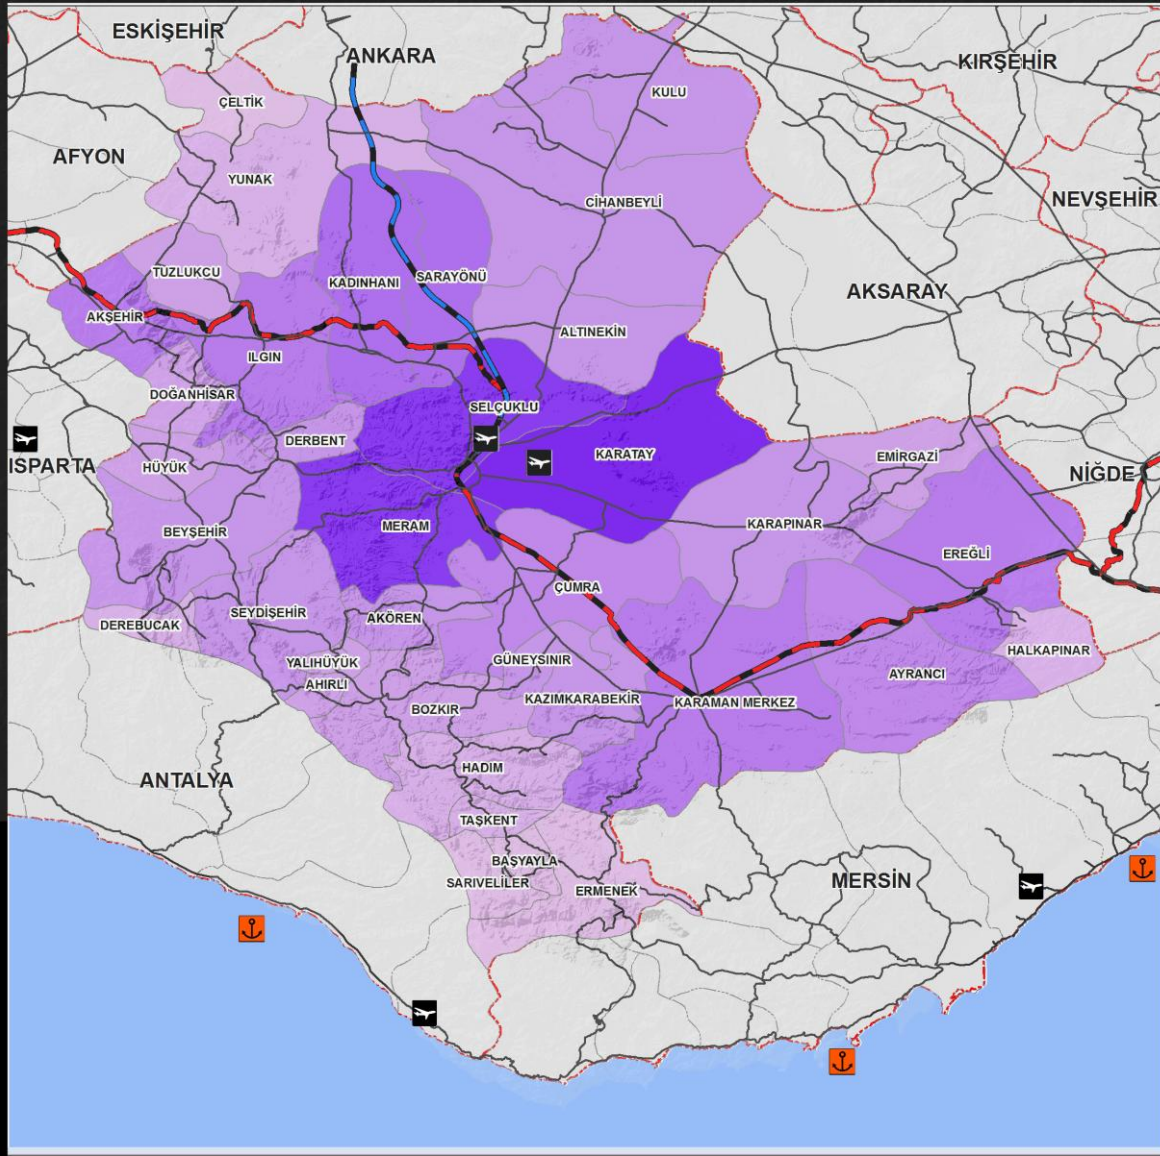 ESKİŞEHİR
ANKARA
KIRŞEHİR
KULU
ÇELTİK
AFYON
YUNAK
NEVŞEHİR
CİHANBEYLİ
TUZLUKCU
SARAYÖNÜ
KADINHANI
AKSARAY
AKŞEHİR
ALTINEKİN
ILGIN
DOĞANHİSAR
SELÇUKLU
DERBENT
KARATAY
EMİRGAZİ
ISPARTA
HÜYÜK
NİĞDE
MERAM
KARAPINAR
BEYŞEHİR
EREĞLİ
ÇUMRA
SEYDİŞEHİR
AKÖREN
DEREBUCAK
HALKAPINAR
YALIHÜYÜK
GÜNEYSINIR
AYRANCI
AHIRLI
KAZIMKARABEKİR
KARAMAN MERKEZ
BOZKIR
HADIM
ANTALYA
TAŞKENT
BAŞYAYLA
SARIVELİLER
ERMENEK
MERSİN